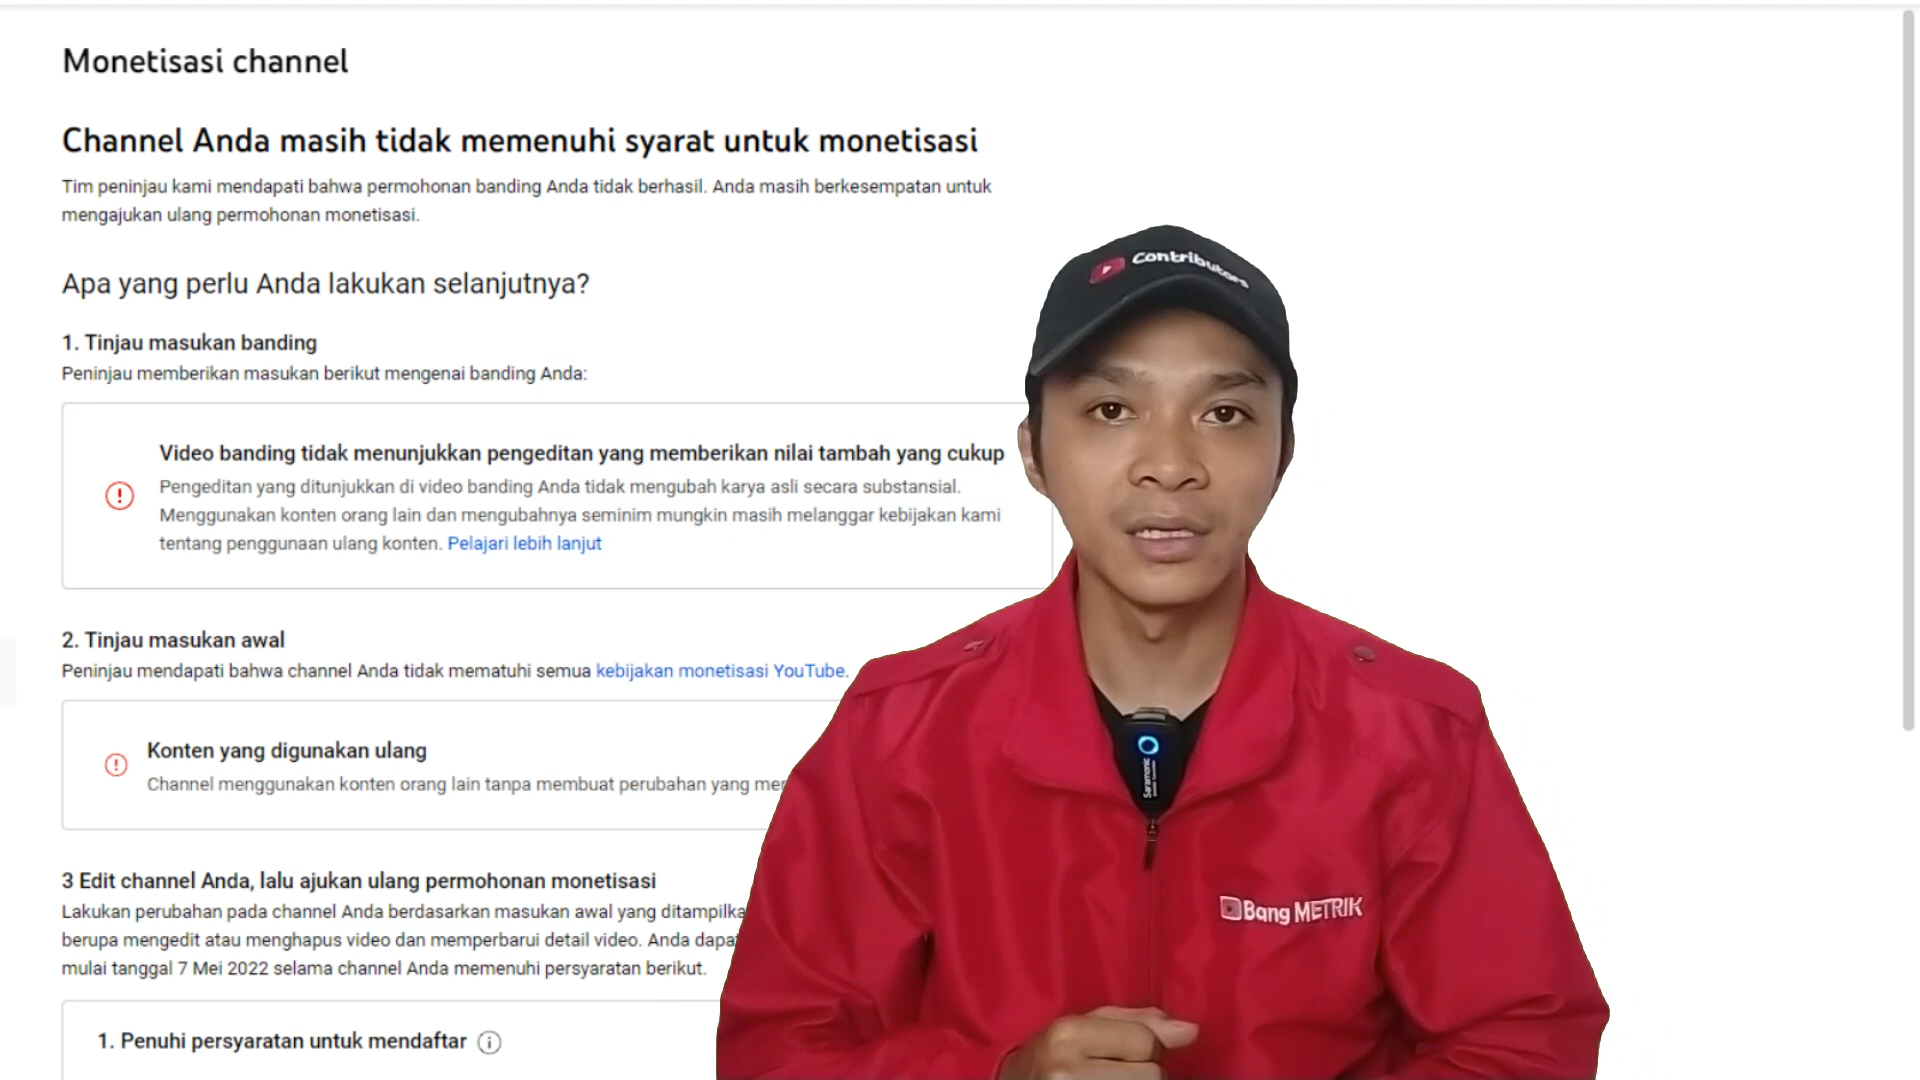 Monetisasi channel
Channel Anda masih tidak memenuhi syarat untuk monetisasi
Tim peninjau kami mendapati bahwa permohonan banding Anda tidak berhasil. Anda masih berkesempatan untuk
mengajukan ulang permohonan monetisasi.
Apa yang perlu Anda lakukan selanjutnya?
1. Tinjau masukan banding
Peninjau memberikan masukan berikut mengenai banding Anda:
Video banding tidak menunjukkan pengeditan yang memberikan nilai tambah yang cukup
Pengeditan yang ditunjukkan di video banding Anda tidak mengubah karya asli secara substansial.
Menggunakan konten orang lain dan mengubahnya seminim mungkin masih melanggar kebijakan kami
tentang penggunaan ulang konten. Pelajari lebih lanjut
2. Tinjau masukan awal
Peninjau mendapati bahwa channel Anda tidak mematuhi semua kebijakan monetisasi YouTube.
Konten yang digunakan ulang
Channel menggunakan konten orang lain tanpa membuat perubahan yang
3 Edit channel Anda, lalu ajukan ulang permohonan monetisasi
Lakukan perubahan pada channel Anda berdasarkan masukan awal yang
berupa mengedit atau menghapus video dan memperbarui detail video. Anda
mulai tanggal 7 Mei 2022 selama channel Anda memenuhi persyaratan berikut.
1. Penuhi persyaratan untuk mendaftar
Contributors
Saramonic
Bang METRIK